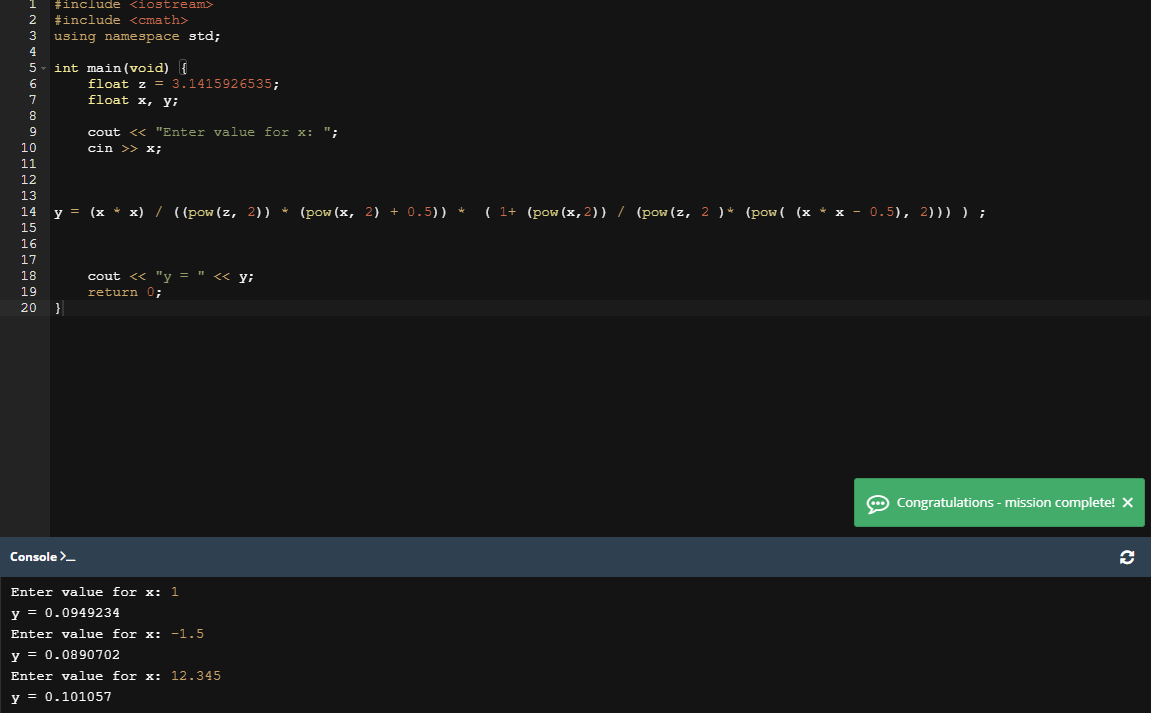 1 #include <iostream>
2 #include <cmath>
3 using namespace std;
4
5 int main(void) {
6 float z = 3.1415926535;
7 float x, y;
8
9 cout << "Enter value for x: ";
10 cin >> x;
11
12
13
14 y = (x * x) / ((pow(z, 2)) * (pow(x, 2) + 0.5)) *  ( 1+ (pow(x,2)) / (pow(z, 2 )* (pow( (x * x - 0.5), 2))) ) ;
15
16
17
18 cout << "y = " << y;
19 return 0;
20 }
Congratulations - mission complete! ×
Console >_
Enter value for x: 1
y = 0.0949234
Enter value for x: -1.5
y = 0.0890702
Enter value for x: 12.345
y = 0.101057